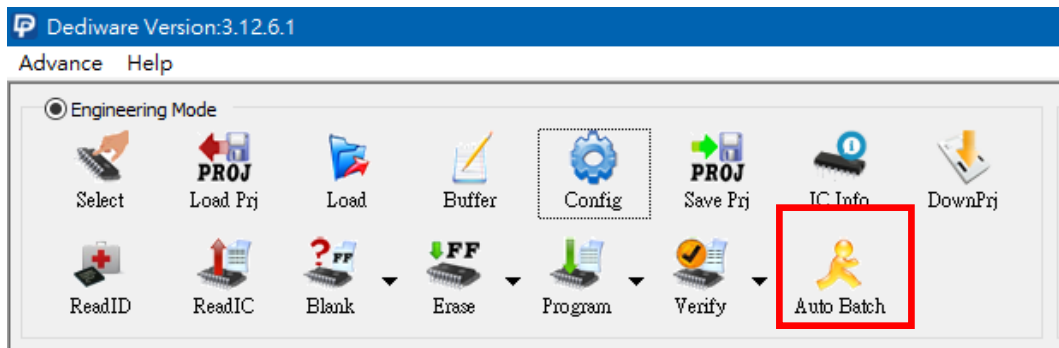 Dediware Version:3.12.6.1
Advance Help
Engineering Mode
PROJ PROJ
Select Load Prj Load Buffer Config Save Prj IC Info DownPrj
? FF FF
ReadID ReadIC Blank Erase Program Verify Auto Batch